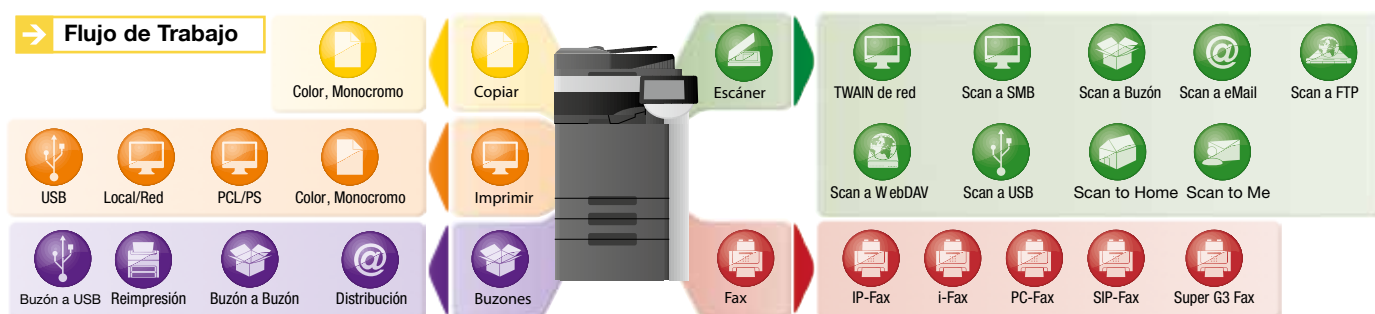 Flujo de Trabajo
Color, Monocromo
Copiar
Escáner
TWAIN de red
Scan a SMB
Scan a Buzón
Scan a eMail
Scan a FTP
USB
Local/Red
PCL/PS
Color, Monocromo
Imprimir
Scan a WebDAV
Scan a USB
Scan to Home
Scan to Me
Buzón a USB
Reimpresión
Buzón a Buzón
Distribución
Buzones
Fax
IP-Fax
i-Fax
PC-Fax
SIP-Fax
Super G3 Fax